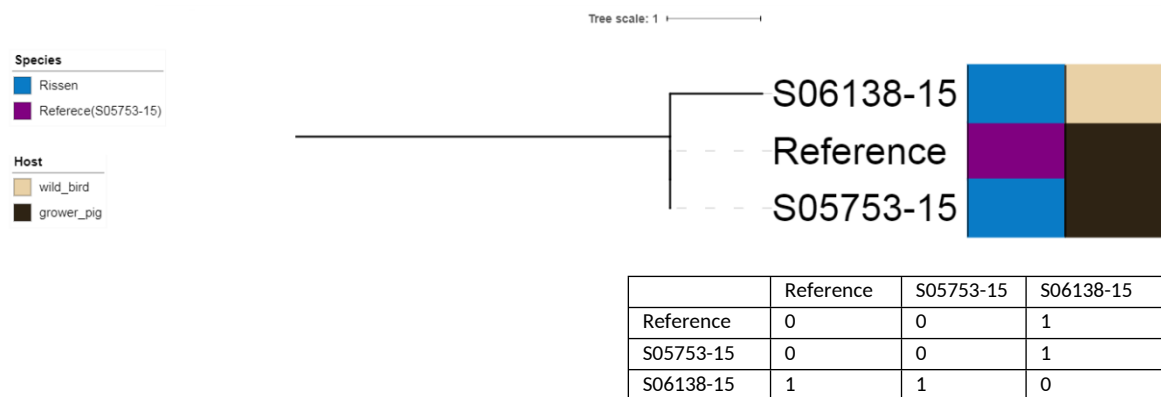 Tree scale: 1
Species
Rissen
Referece(S05753-15)
Host
wild_bird
grower_pig
S06138-15
Reference
S05753-15
Reference S05753-15 S06138-15
Reference 0 0 1
S05753-15 0 0 1
S06138-15 1 1 0